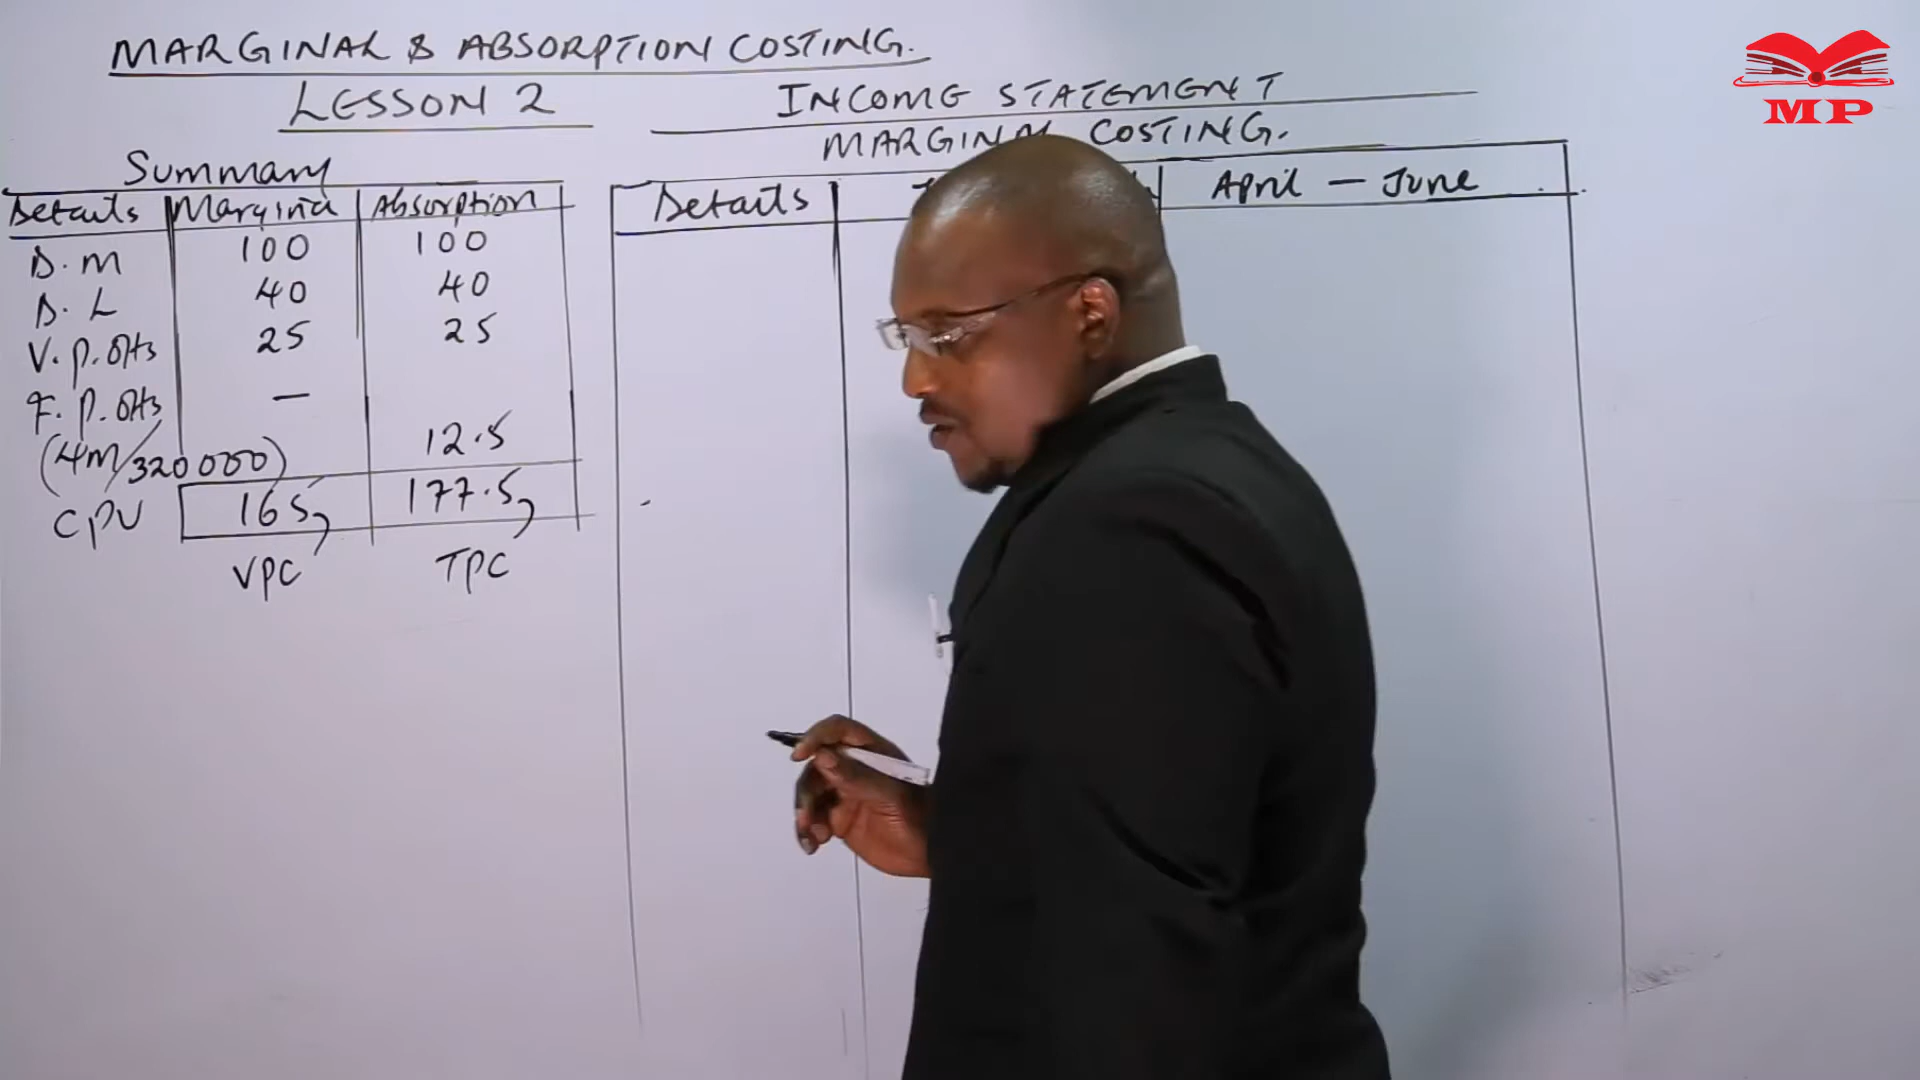 MARGINAL & ABSORPTION COSTING.
LESSON 2
Summary
Details Marginal Absorption
D.M 100 100
D.L 40 40
V.P.OHs 25 25
F.P.OHs —
(4m/320000) 12.5
CPU 165, 177.5,
VPC TPC
INCOME STATEMENT
MARGINAL COSTING.
Details April — June
MP